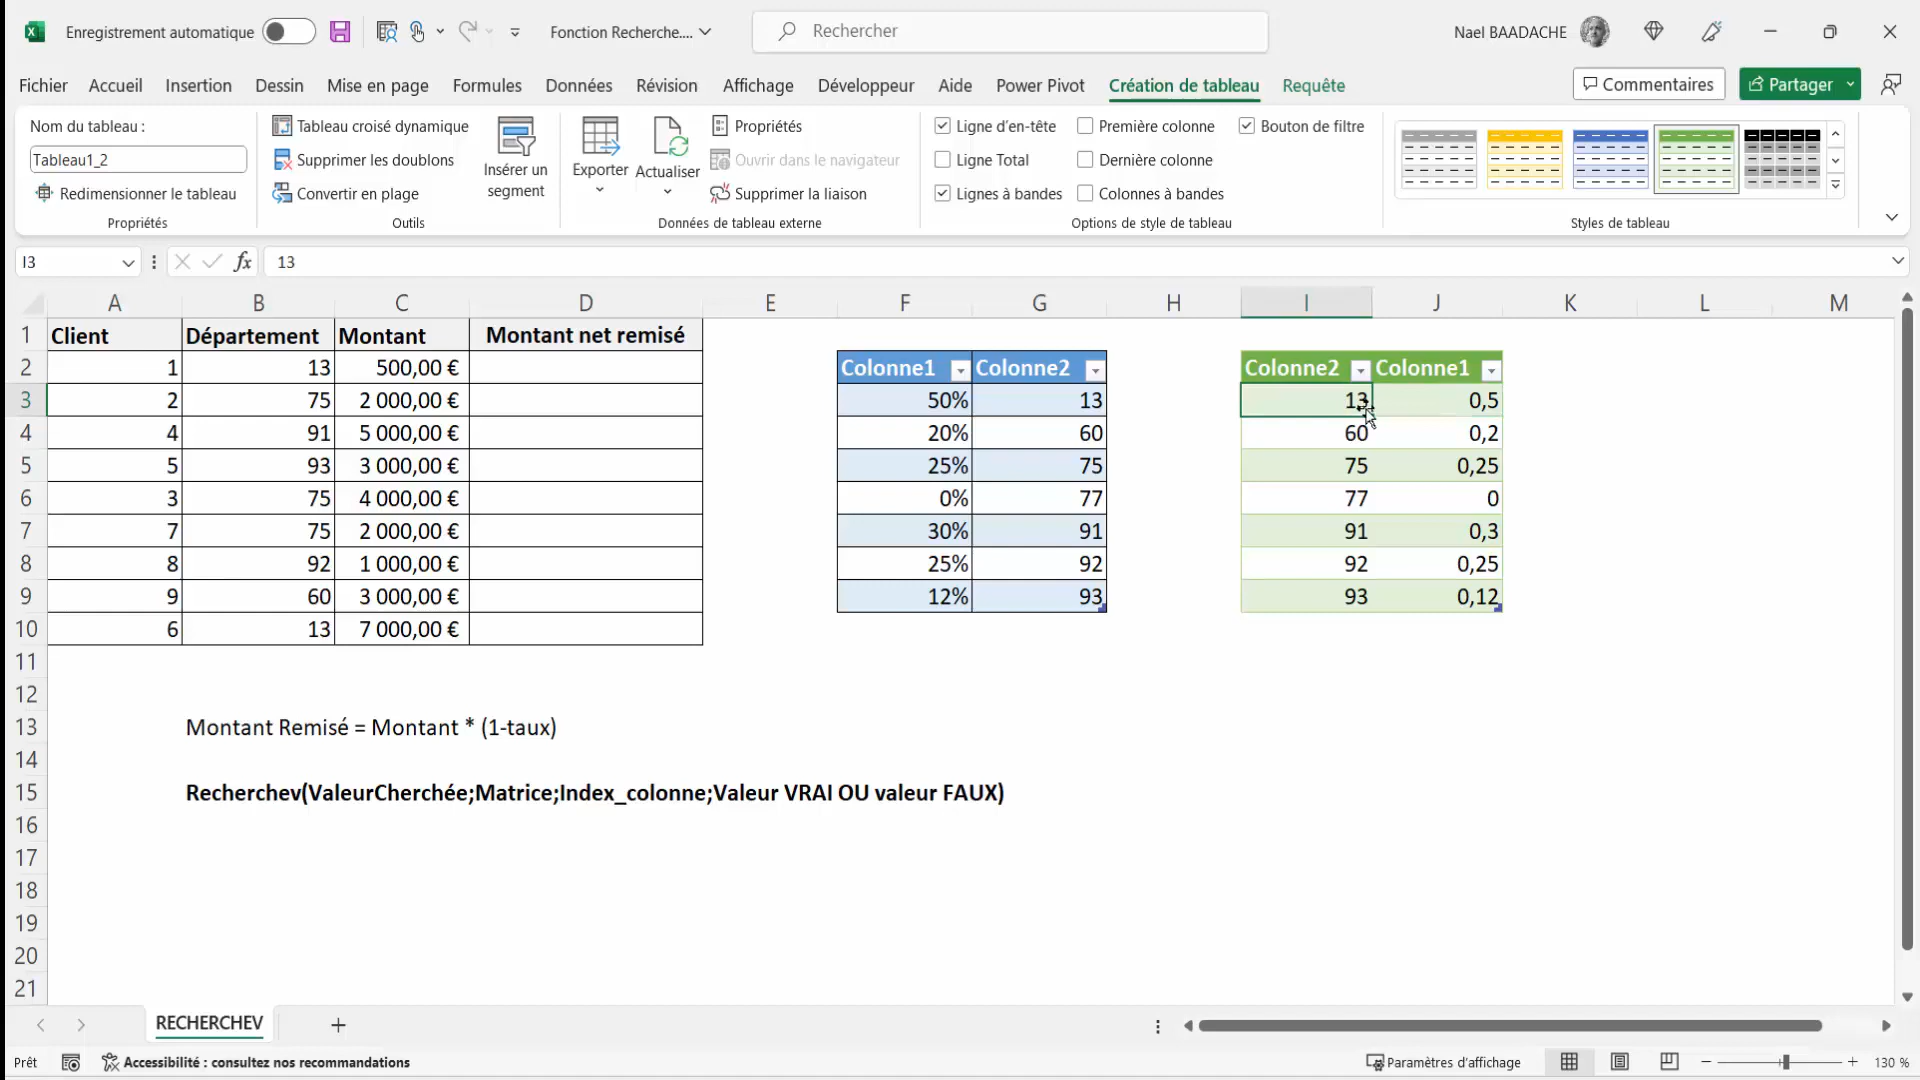 Enregistrement automatique
Fonction Recherche....
Rechercher
Nael BAADACHE
Fichier Accueil Insertion Dessin Mise en page Formules Données Révision Affichage Développeur Aide Power Pivot Création de tableau Requête Commentaires Partager
Nom du tableau :
Tableau1_2
Redimensionner le tableau
Propriétés
Tableau croisé dynamique
Supprimer les doublons
Convertir en plage
Insérer un
segment
Outils
Exporter
Actualiser
Propriétés
Ouvrir dans le navigateur
Supprimer la liaison
Données de tableau externe
Ligne d'en-tête Première colonne Bouton de filtre
Ligne Total Dernière colonne
Lignes à bandes Colonnes à bandes
Options de style de tableau
Styles de tableau
I3 fx 13
A B C D E F G H I J K L M
1 Client Département Montant Montant net remisé
2 1 13 500,00 € Colonne1 Colonne2 Colonne2 Colonne1
3 2 75 2 000,00 € 50% 13 13 0,5
4 4 91 5 000,00 € 20% 60 60 0,2
5 5 93 3 000,00 € 25% 75 75 0,25
6 3 75 4 000,00 € 0% 77 77 0
7 7 75 2 000,00 € 30% 91 91 0,3
8 8 92 1 000,00 € 25% 92 92 0,25
9 9 60 3 000,00 € 12% 93 93 0,12
10 6 13 7 000,00 €
11
12
13 Montant Remisé = Montant * (1-taux)
14
15 Recherchev(ValeurCherchée;Matrice;Index_colonne;Valeur VRAI OU valeur FAUX)
16
17
18
19
20
21
RECHERCHEV
Prêt Accessibilité : consultez nos recommandations Paramètres d'affichage 130 %